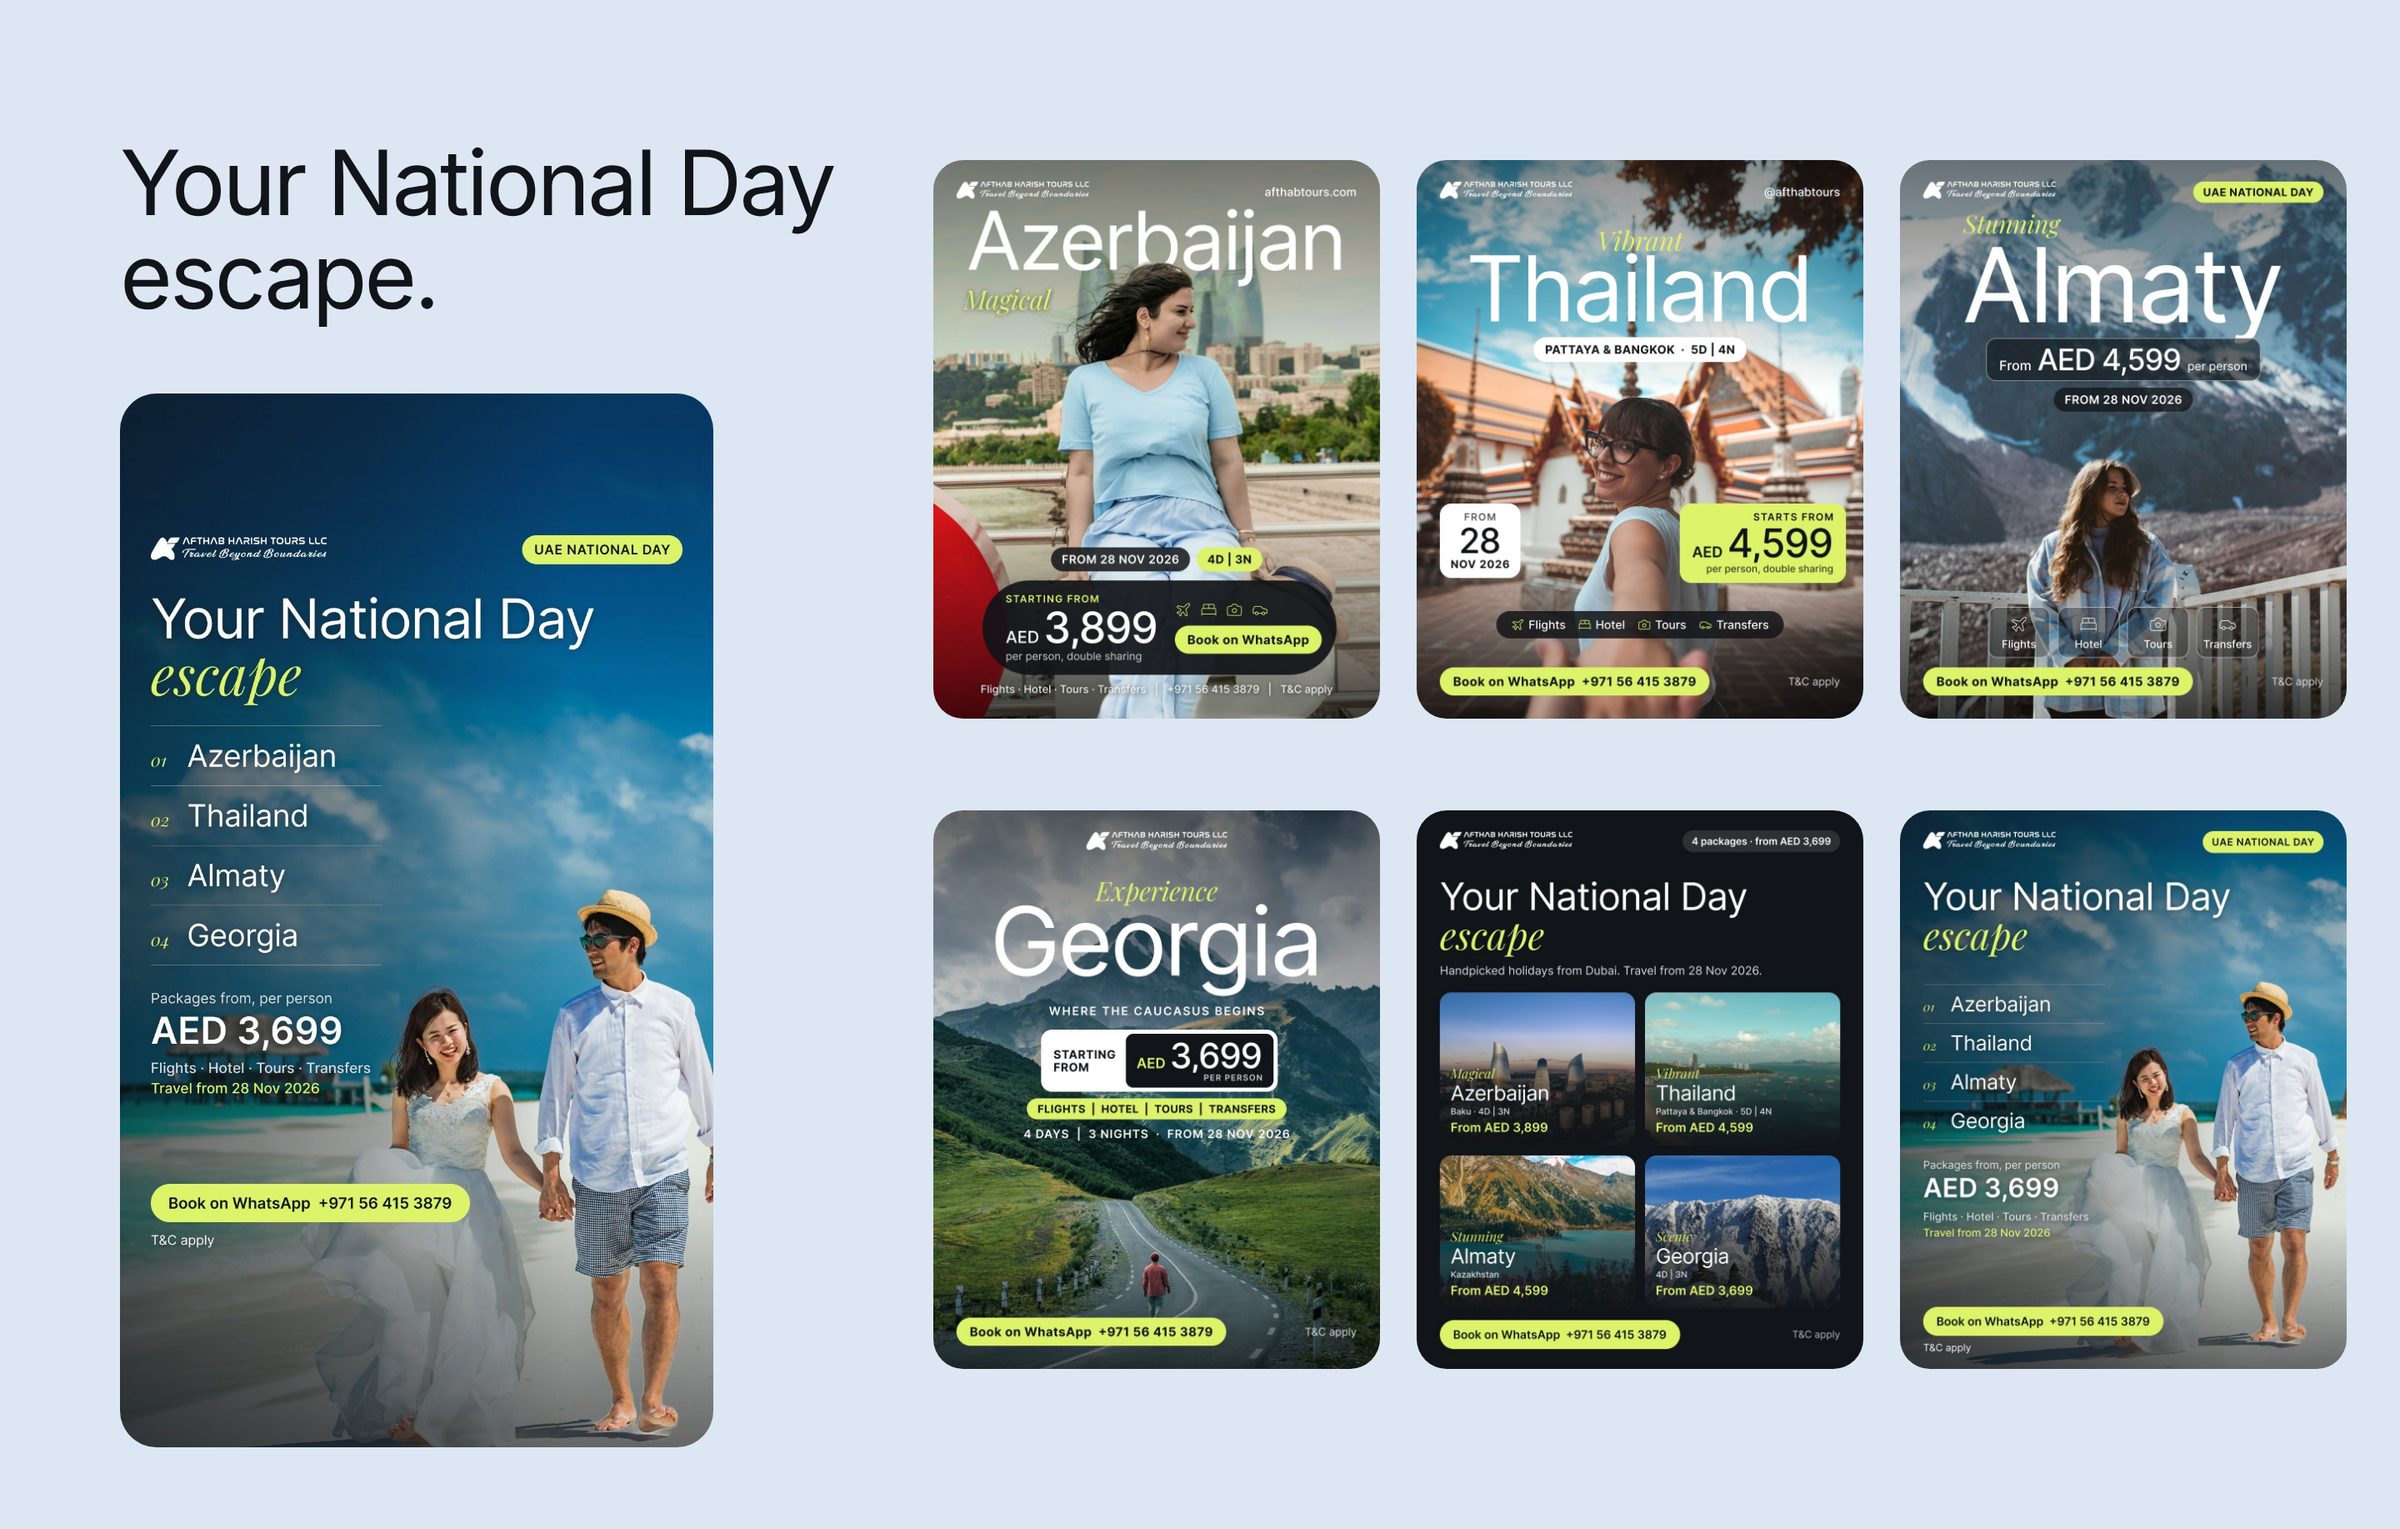 Your National Day
escape.
AFTHAB HARISH TOURS LLC
Travel Beyond Boundaries
UAE NATIONAL DAY
Your National Day
escape
01 Azerbaijan
02 Thailand
03 Almaty
04 Georgia
Packages from, per person
AED 3,699
Flights · Hotel · Tours · Transfers
Travel from 28 Nov 2026
Book on WhatsApp +971 56 415 3879
T&C apply
AFTHAB HARISH TOURS LLC
Travel Beyond Boundaries
afthabtours.com
Azerbaijan
Magical
FROM 28 NOV 2026
4D | 3N
STARTING FROM
AED 3,899
per person, double sharing
Book on WhatsApp
Flights · Hotel · Tours · Transfers | +971 56 415 3879 | T&C apply
AFTHAB HARISH TOURS LLC
Travel Beyond Boundaries
@afthabtours
Vibrant
Thailand
PATTAYA & BANGKOK · 5D | 4N
FROM
28
NOV 2026
STARTS FROM
AED 4,599
per person, double sharing
Flights Hotel Tours Transfers
Book on WhatsApp +971 56 415 3879
T&C apply
AFTHAB HARISH TOURS LLC
Travel Beyond Boundaries
UAE NATIONAL DAY
Stunning
Almaty
From AED 4,599 per person
FROM 28 NOV 2026
Flights Hotel Tours Transfers
Book on WhatsApp +971 56 415 3879
T&C apply
AFTHAB HARISH TOURS LLC
Travel Beyond Boundaries
Experience
Georgia
WHERE THE CAUCASUS BEGINS
STARTING
FROM
AED 3,699
PER PERSON
FLIGHTS | HOTEL | TOURS | TRANSFERS
4 DAYS | 3 NIGHTS · FROM 28 NOV 2026
Book on WhatsApp +971 56 415 3879
T&C apply
AFTHAB HARISH TOURS LLC
Travel Beyond Boundaries
4 packages · from AED 3,699
Your National Day
escape
Handpicked holidays from Dubai. Travel from 28 Nov 2026.
Magical
Azerbaijan
Baku · 4D | 3N
From AED 3,899
Vibrant
Thailand
Pattaya & Bangkok · 5D | 4N
From AED 4,599
Stunning
Almaty
Kazakhstan
From AED 4,599
Scenic
Georgia
4D | 3N
From AED 3,699
Book on WhatsApp +971 56 415 3879
T&C apply
AFTHAB HARISH TOURS LLC
Travel Beyond Boundaries
UAE NATIONAL DAY
Your National Day
escape
01 Azerbaijan
02 Thailand
03 Almaty
04 Georgia
Packages from, per person
AED 3,699
Flights · Hotel · Tours · Transfers
Travel from 28 Nov 2026
Book on WhatsApp +971 56 415 3879
T&C apply